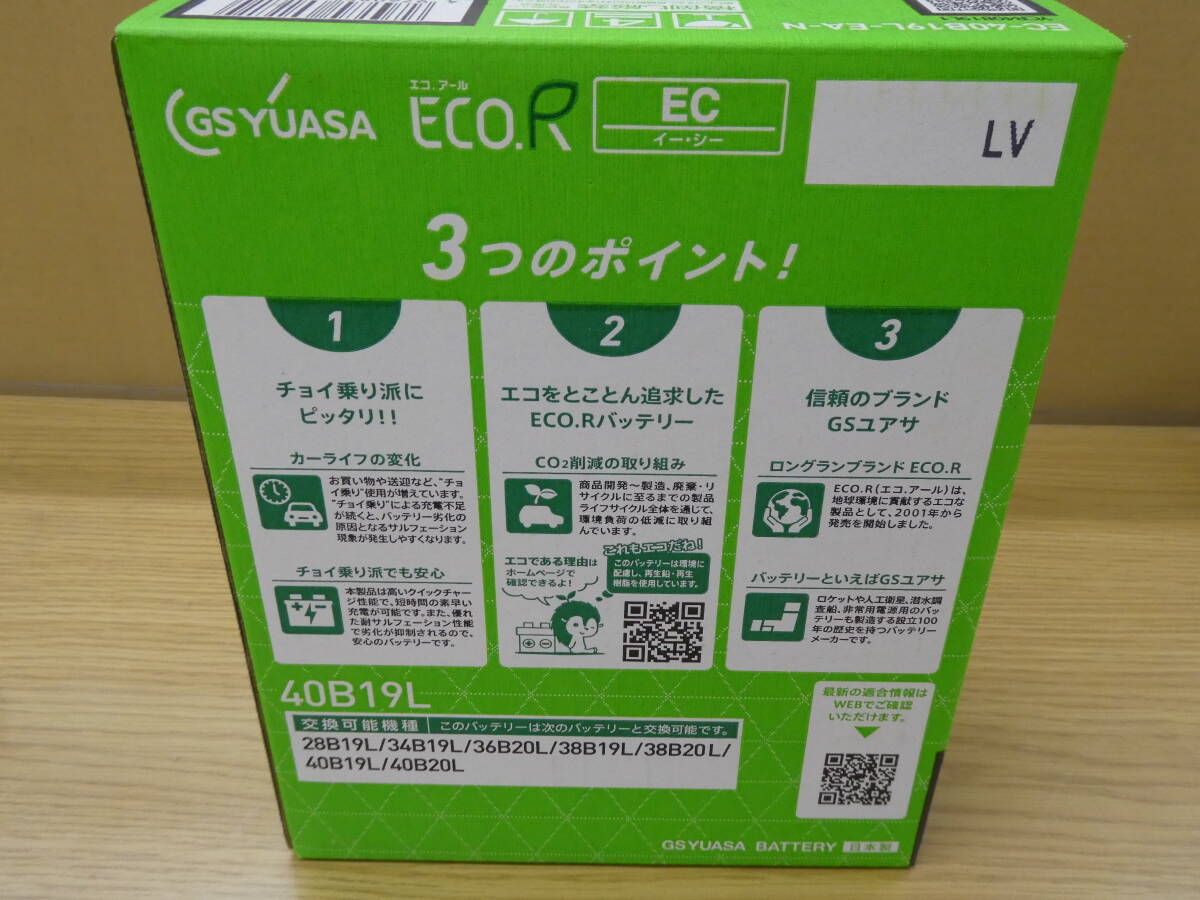 EC-40B19L-EA-N
YCR40B19L1
GS YUASA
エコ.アール
ECO.R
EC
イー・シー
LV
3つのポイント!
1
チョイ乗り派に
ピッタリ!!
カーライフの変化
お買い物や送迎など、"チョ
イ乗り"使用が増えています。
"チョイ乗り"による充電不足
が続くと、バッテリー劣化の
原因となるサルフェーション
現象が発生しやすくなります。
チョイ乗り派でも安心
本製品は高いクイックチャー
ジ性能で、短時間の素早い
充電が可能です。また、優れ
た耐サルフェーション性能
で劣化が抑制されるので、
安心のバッテリーです。
2
エコをとことん追求した
ECO.Rバッテリー
CO2削減の取り組み
商品開発〜製造、廃棄・リ
サイクルに至るまでの製品
ライフサイクル全体を通じて、
環境負荷の低減に取り組
んでいます。
エコである理由は
ホームページで
確認できるよ!
これもエコだね!
このバッテリーは環境に
配慮し、再生鉛・再生
樹脂を使用しています。
3
信頼のブランド
GSユアサ
ロングランブランド ECO.R
ECO.R(エコ.アール)は、
地球環境に貢献するエコな
製品として、2001年から
発売を開始しました。
バッテリーといえばGSユアサ
ロケットや人工衛星、潜水調
査船、非常用電源用のバッ
テリーも製造する設立100
年の歴史を持つバッテリー
メーカーです。
40B19L
交換可能機種 このバッテリーは次のバッテリーと交換可能です。
28B19L/34B19L/36B20L/38B19L/38B20L/
40B19L/40B20L
最新の適合情報は
WEBでご確認
いただけます。
GS YUASA BATTERY 日本製